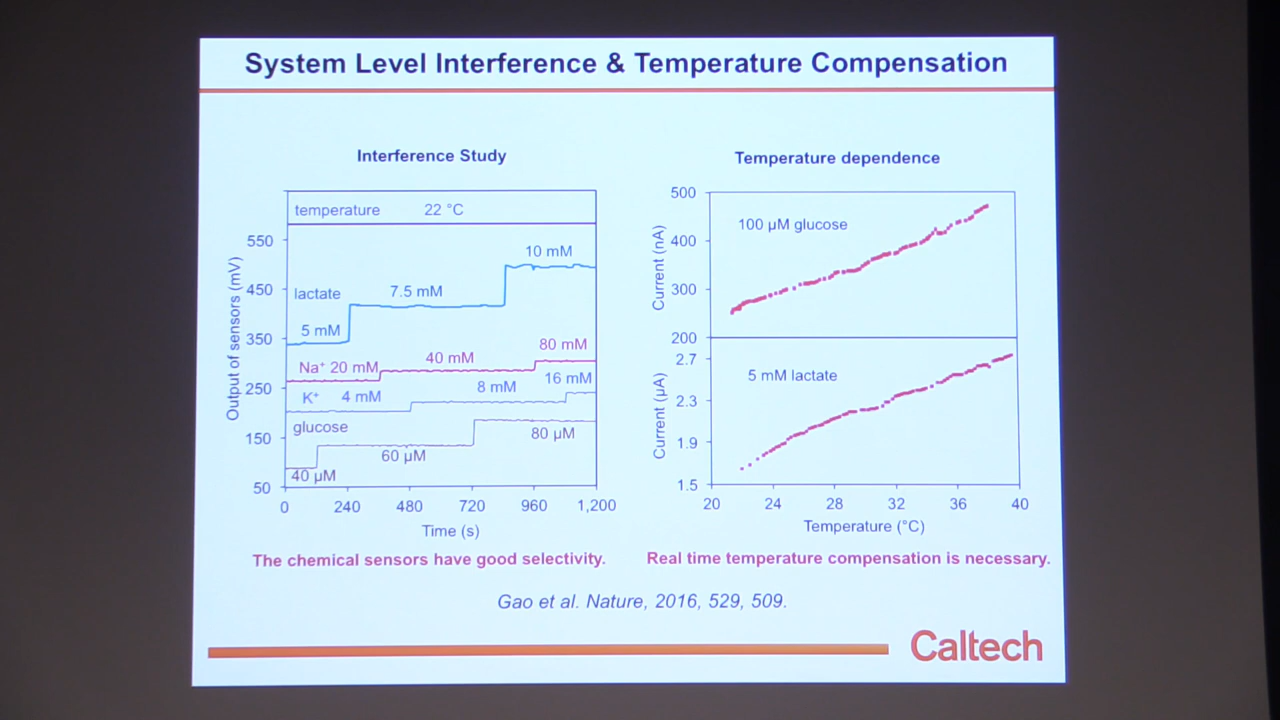 System Level Interference & Temperature Compensation
Interference Study
temperature 22 °C
550
450
350
250
150
50
Output of sensors (mV)
10 mM
lactate
7.5 mM
5 mM
80 mM
Na⁺ 20 mM
40 mM
16 mM
K⁺ 4 mM
8 mM
glucose
80 µM
60 µM
40 µM
0 240 480 720 960 1,200
Time (s)
The chemical sensors have good selectivity.
Temperature dependence
500
400
300
200
Current (nA)
100 µM glucose
2.7
2.3
1.9
1.5
Current (µA)
5 mM lactate
20 24 28 32 36 40
Temperature (°C)
Real time temperature compensation is necessary.
Gao et al. Nature, 2016, 529, 509.
Caltech